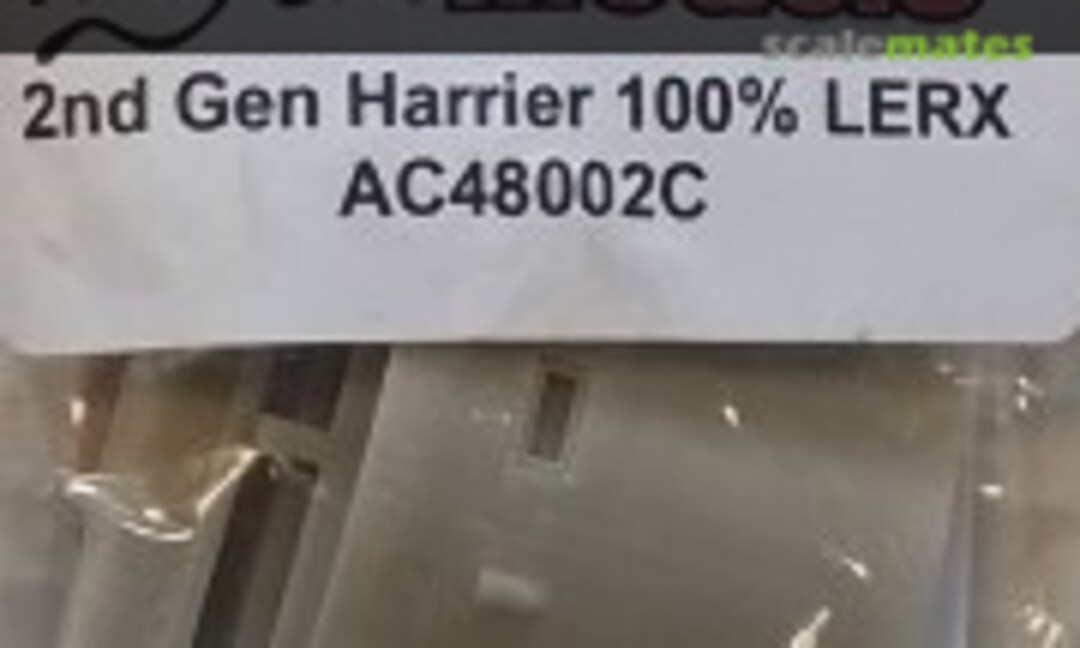 scalemates
2nd Gen Harrier 100% LERX
AC48002C